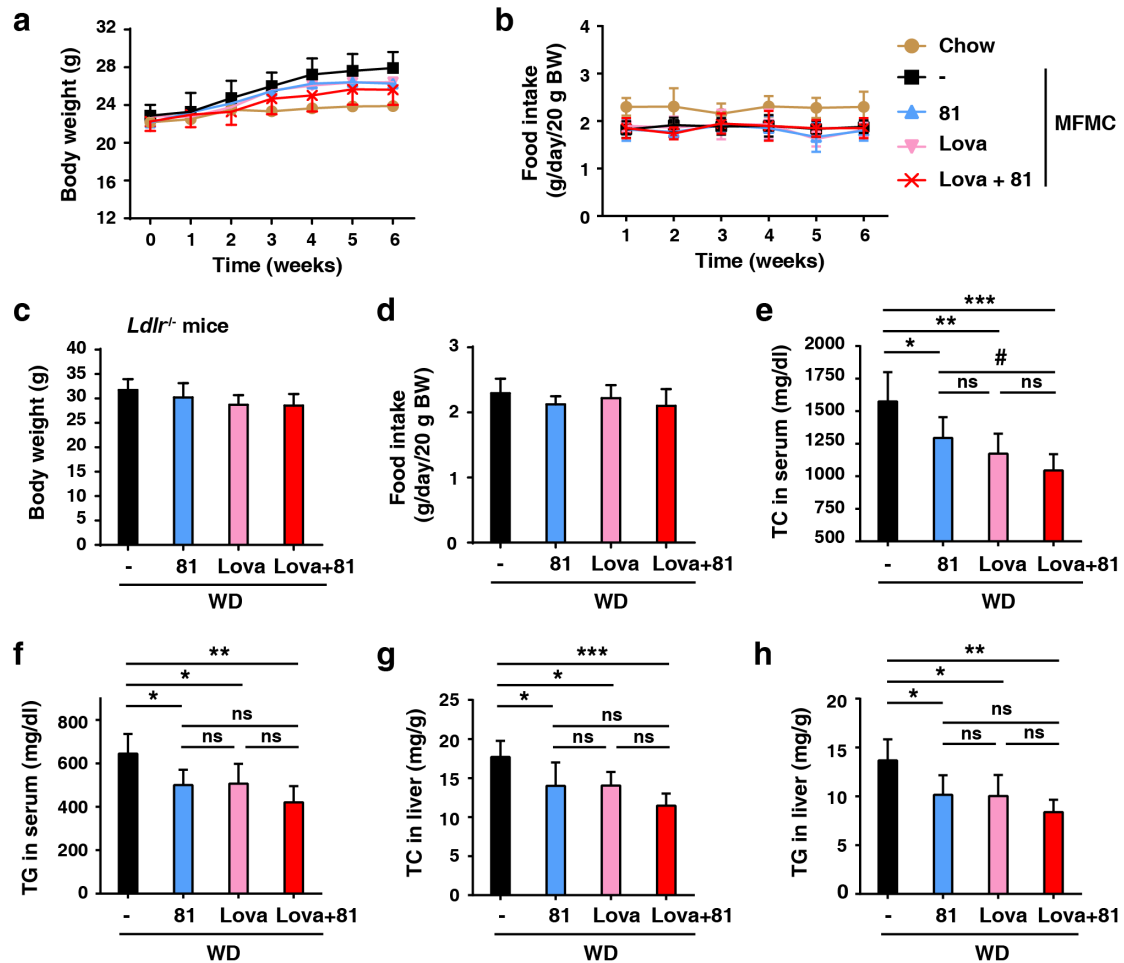 a
Body weight (g)
32
28
24
20
16
12
0 1 2 3 4 5 6
Time (weeks)
b
Food intake
(g/day/20 g BW)
4
3
2
1
0
1 2 3 4 5 6
Time (weeks)
Chow
-
81
Lova
Lova + 81
MFMC
c
Ldlr-/- mice
Body weight (g)
40
35
30
25
20
15
10
5
0
- 81 Lova Lova+81
WD
d
Food intake
(g/day/20 g BW)
3
2
1
0
- 81 Lova Lova+81
WD
e
***
**
*
#
ns ns
TC in serum (mg/dl)
2000
1750
1500
1250
1000
750
500
- 81 Lova Lova+81
WD
f
**
*
*
ns
ns ns
TG in serum (mg/dl)
800
600
400
200
0
- 81 Lova Lova+81
WD
g
***
*
*
ns
ns ns
TC in liver (mg/g)
25
20
15
10
5
0
- 81 Lova Lova+81
WD
h
**
*
*
ns
ns ns
TG in liver (mg/g)
20
15
10
5
0
- 81 Lova Lova+81
WD